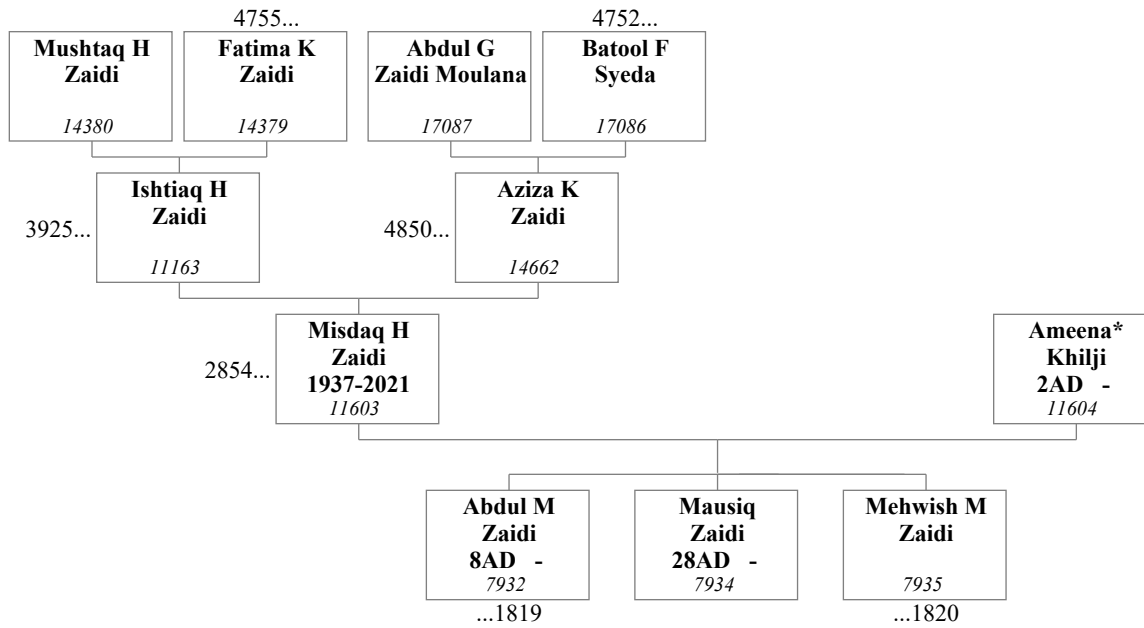 4755...
4752...
Mushtaq H
Zaidi
14380
Fatima K
Zaidi
14379
Abdul G
Zaidi Moulana
17087
Batool F
Syeda
17086
3925...
Ishtiaq H
Zaidi
11163
4850...
Aziza K
Zaidi
14662
2854...
Misdaq H
Zaidi
1937-2021
11603
Ameena*
Khilji
2AD -
11604
Abdul M
Zaidi
8AD -
7932
Mausiq
Zaidi
28AD -
7934
Mehwish M
Zaidi
7935
...1819
...1820